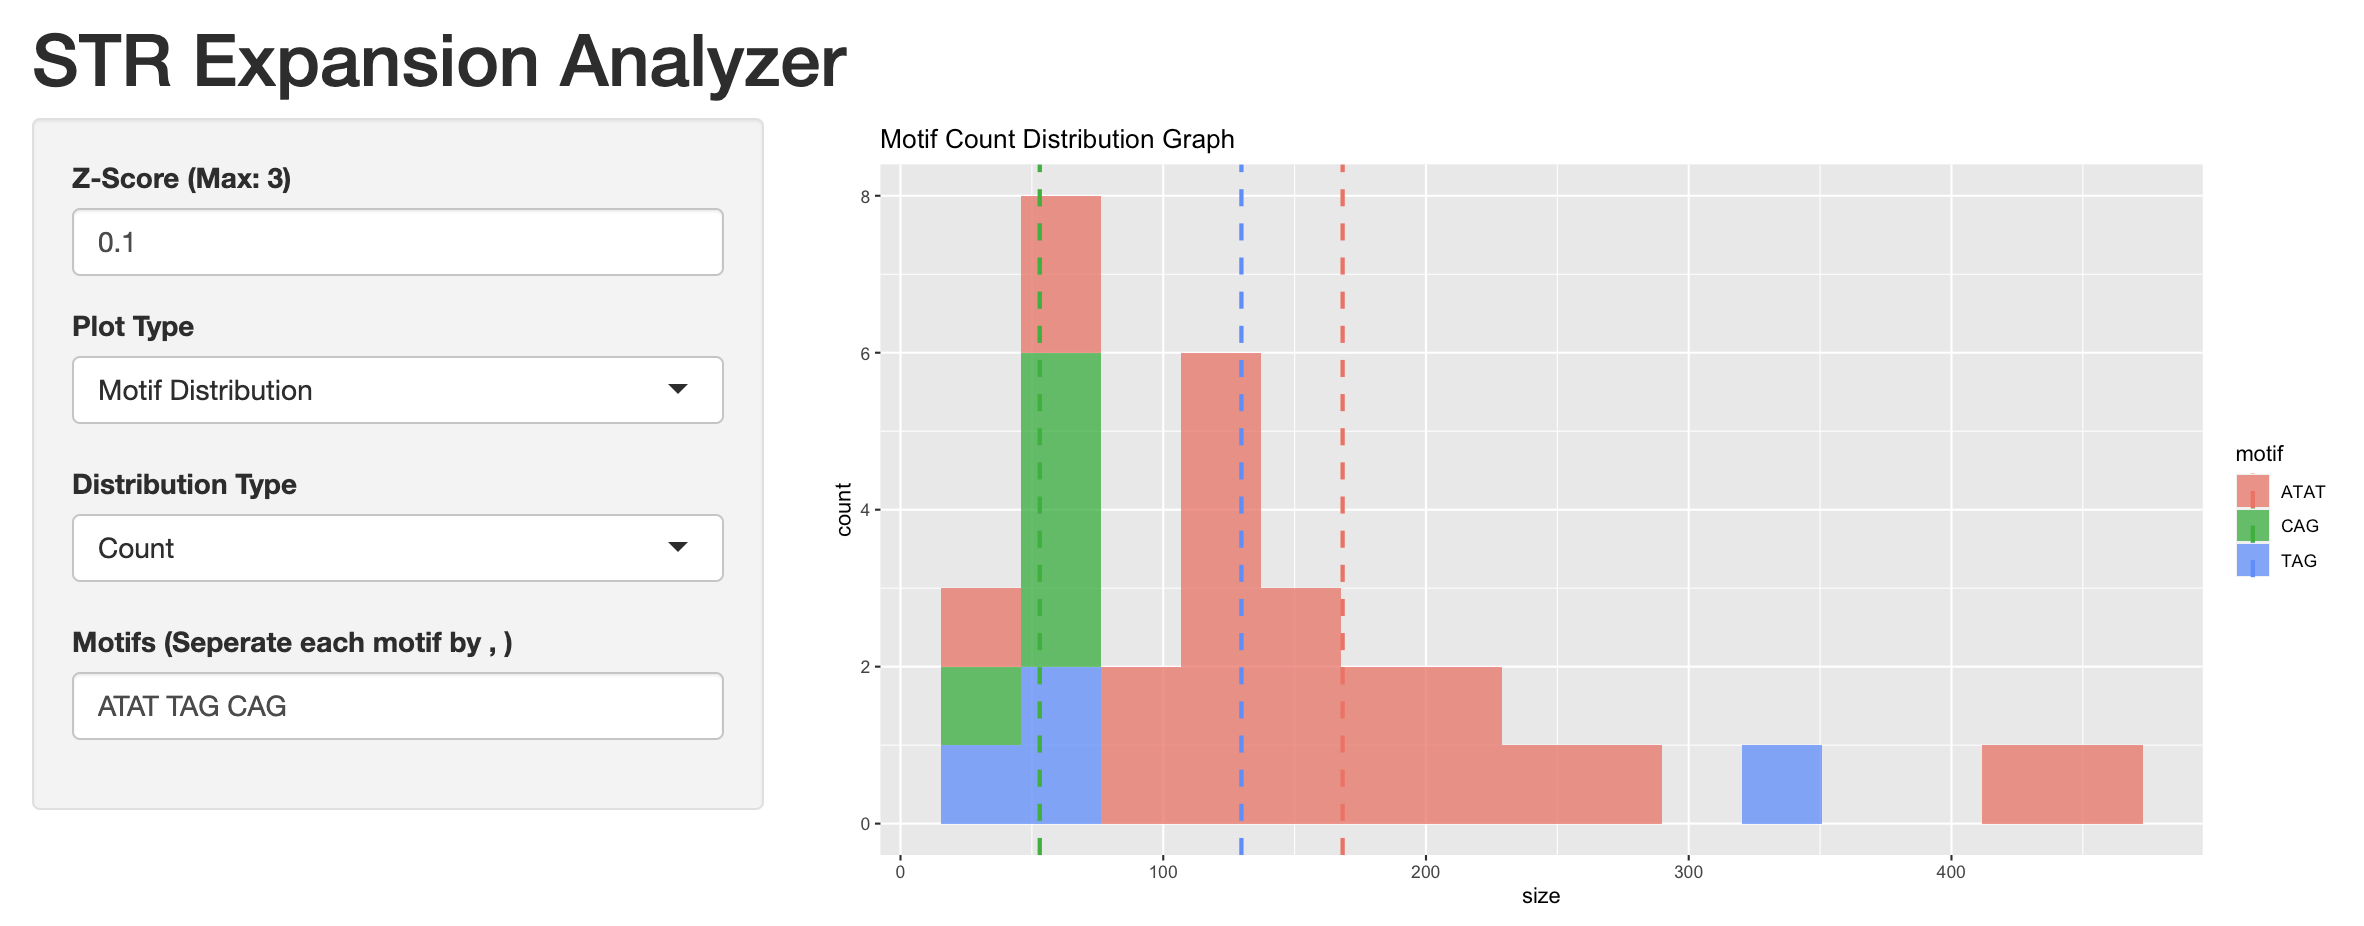 STR Expansion Analyzer
Z-Score (Max: 3)
0.1
Plot Type
Motif Distribution
Distribution Type
Count
Motifs (Seperate each motif by , )
ATAT TAG CAG
Motif Count Distribution Graph
8
6
4
2
0
count
0 100 200 300 400
size
motif
ATAT
CAG
TAG